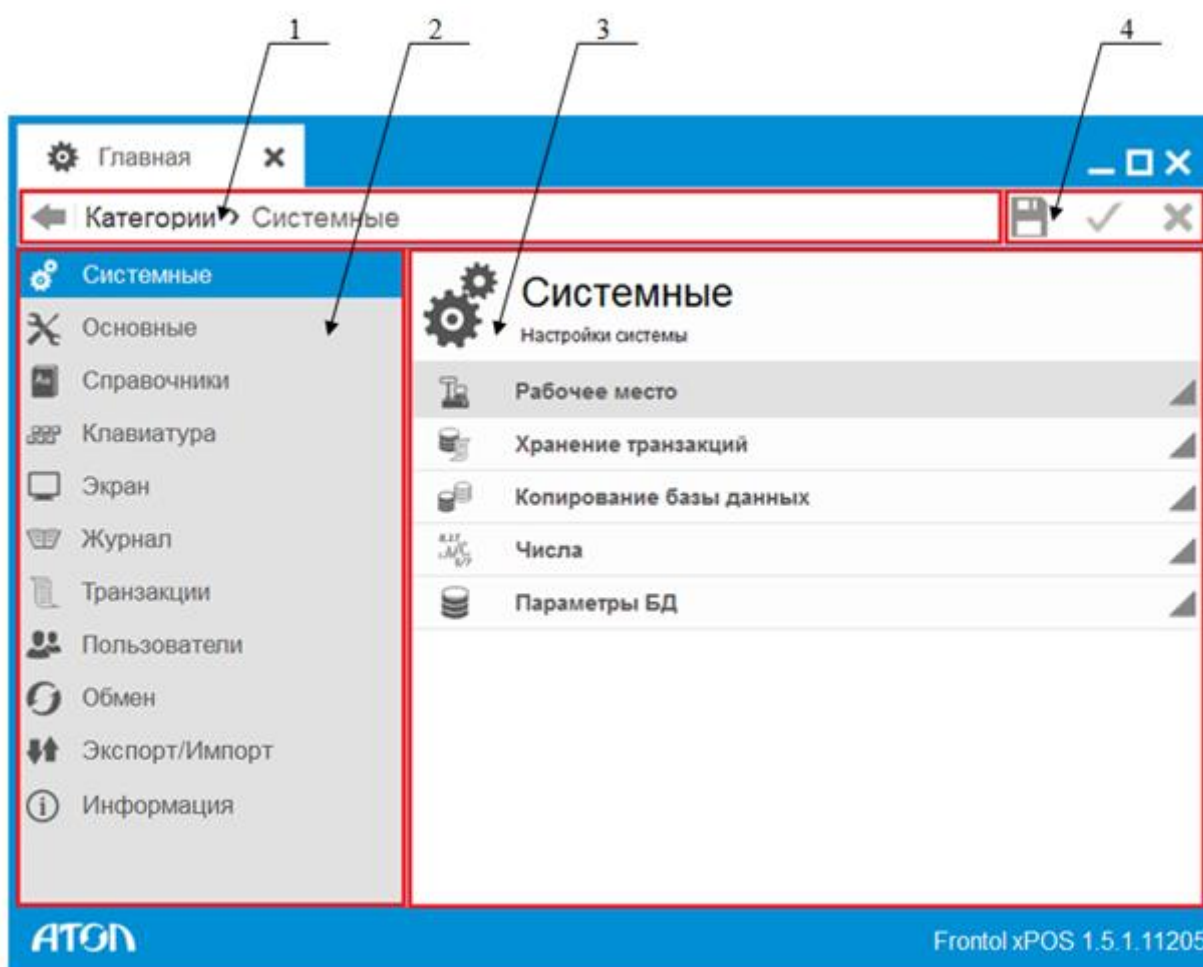 1 2 3 4
Главная
Категории > Системные
Системные
Основные
Справочники
Клавиатура
Экран
Журнал
Транзакции
Пользователи
Обмен
Экспорт/Импорт
Информация
Системные
Настройки системы
Рабочее место
Хранение транзакций
Копирование базы данных
Числа
Параметры БД
АТОЛ
Frontol xPOS 1.5.1.11205